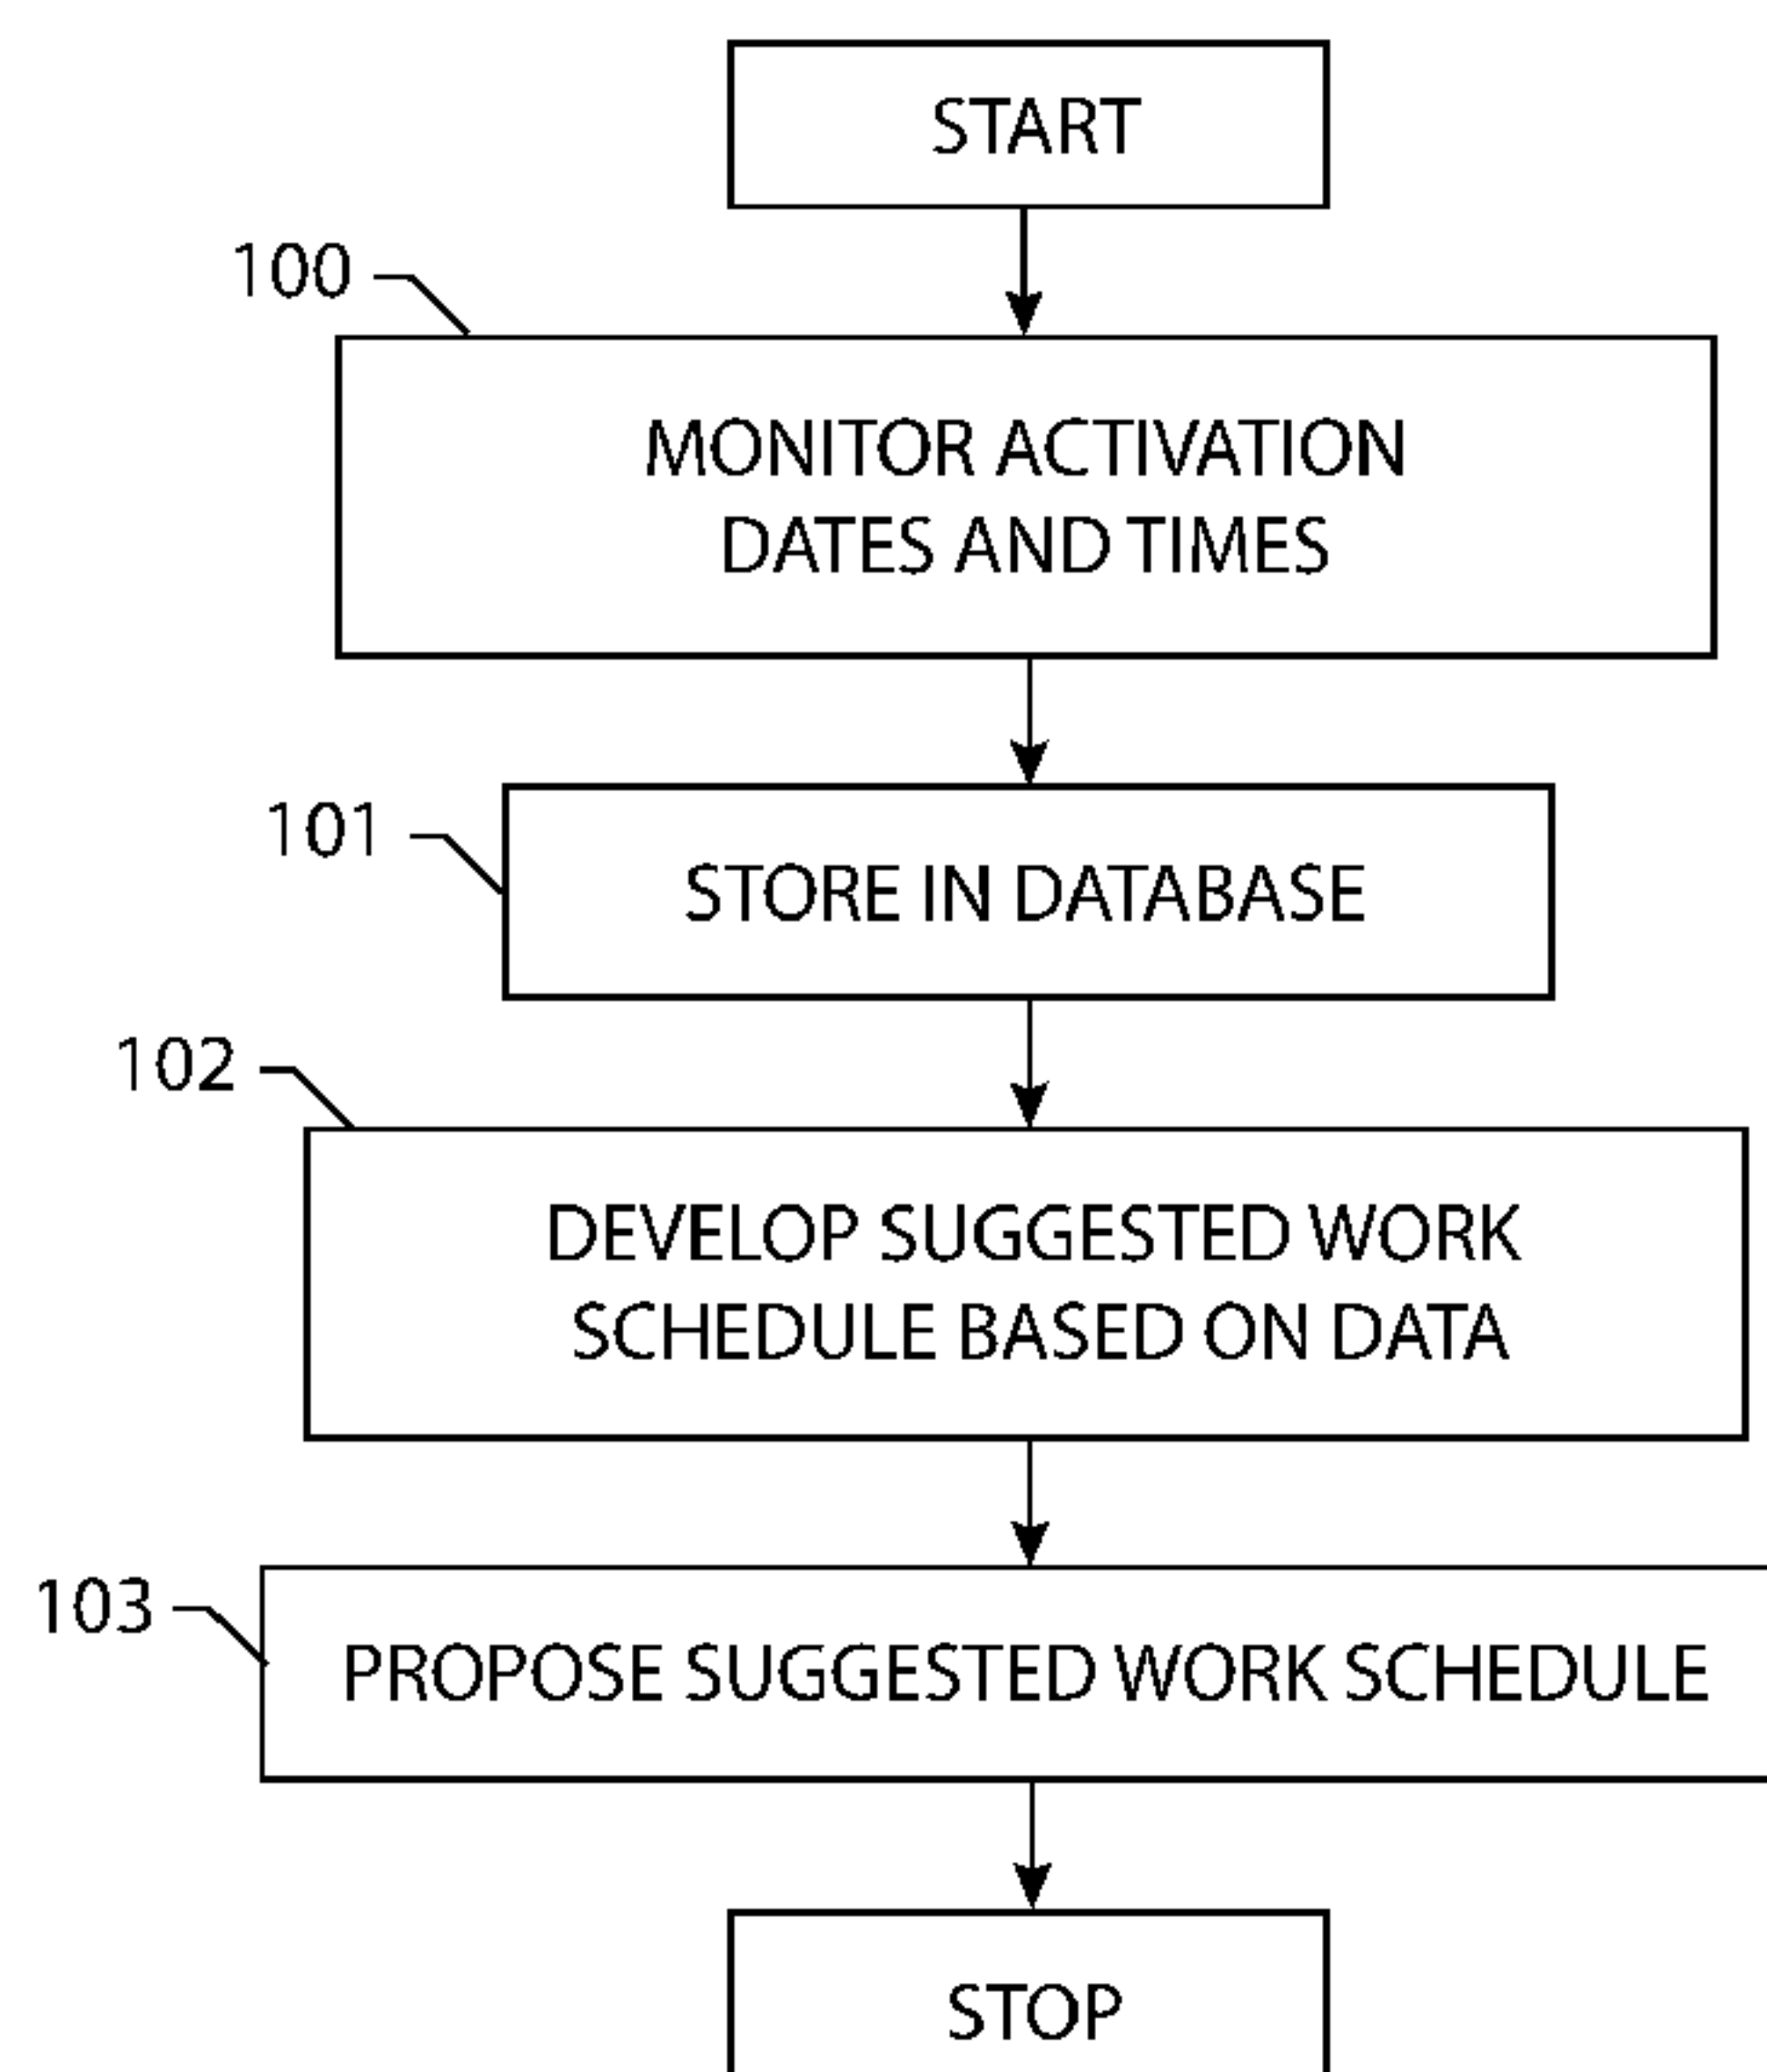 START
100
MONITOR ACTIVATION
DATES AND TIMES
101
STORE IN DATABASE
102
DEVELOP SUGGESTED WORK
SCHEDULE BASED ON DATA
103
PROPOSE SUGGESTED WORK SCHEDULE
STOP